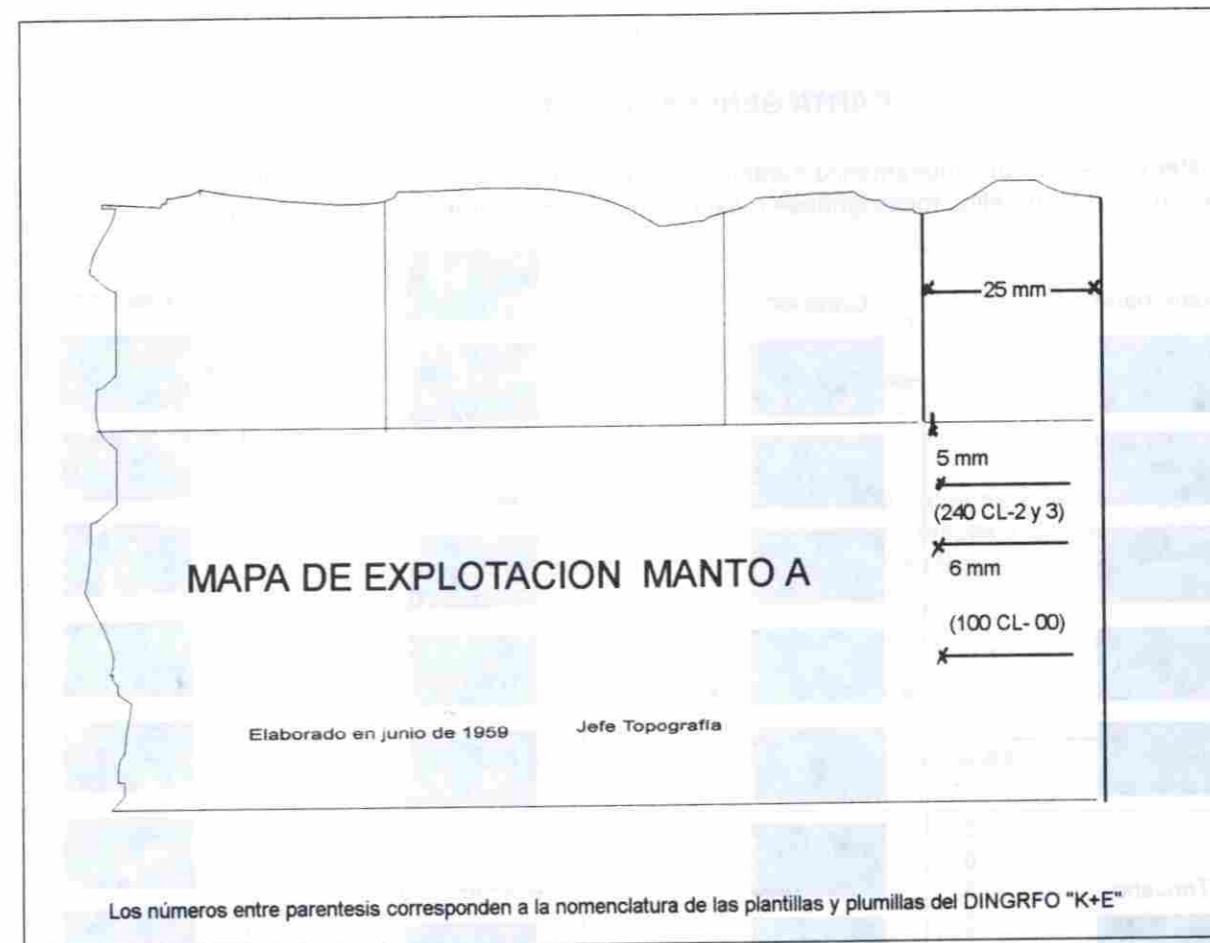 25 mm
5 mm
(240 CL-2 y 3)
MAPA DE EXPLOTACION MANTO A
6 mm
(100 CL- 00)
Elaborado en junio de 1959 Jefe Topografía
Los números entre parentesis corresponden a la nomenclatura de las plantillas y plumillas del DINGRFO "K+E"